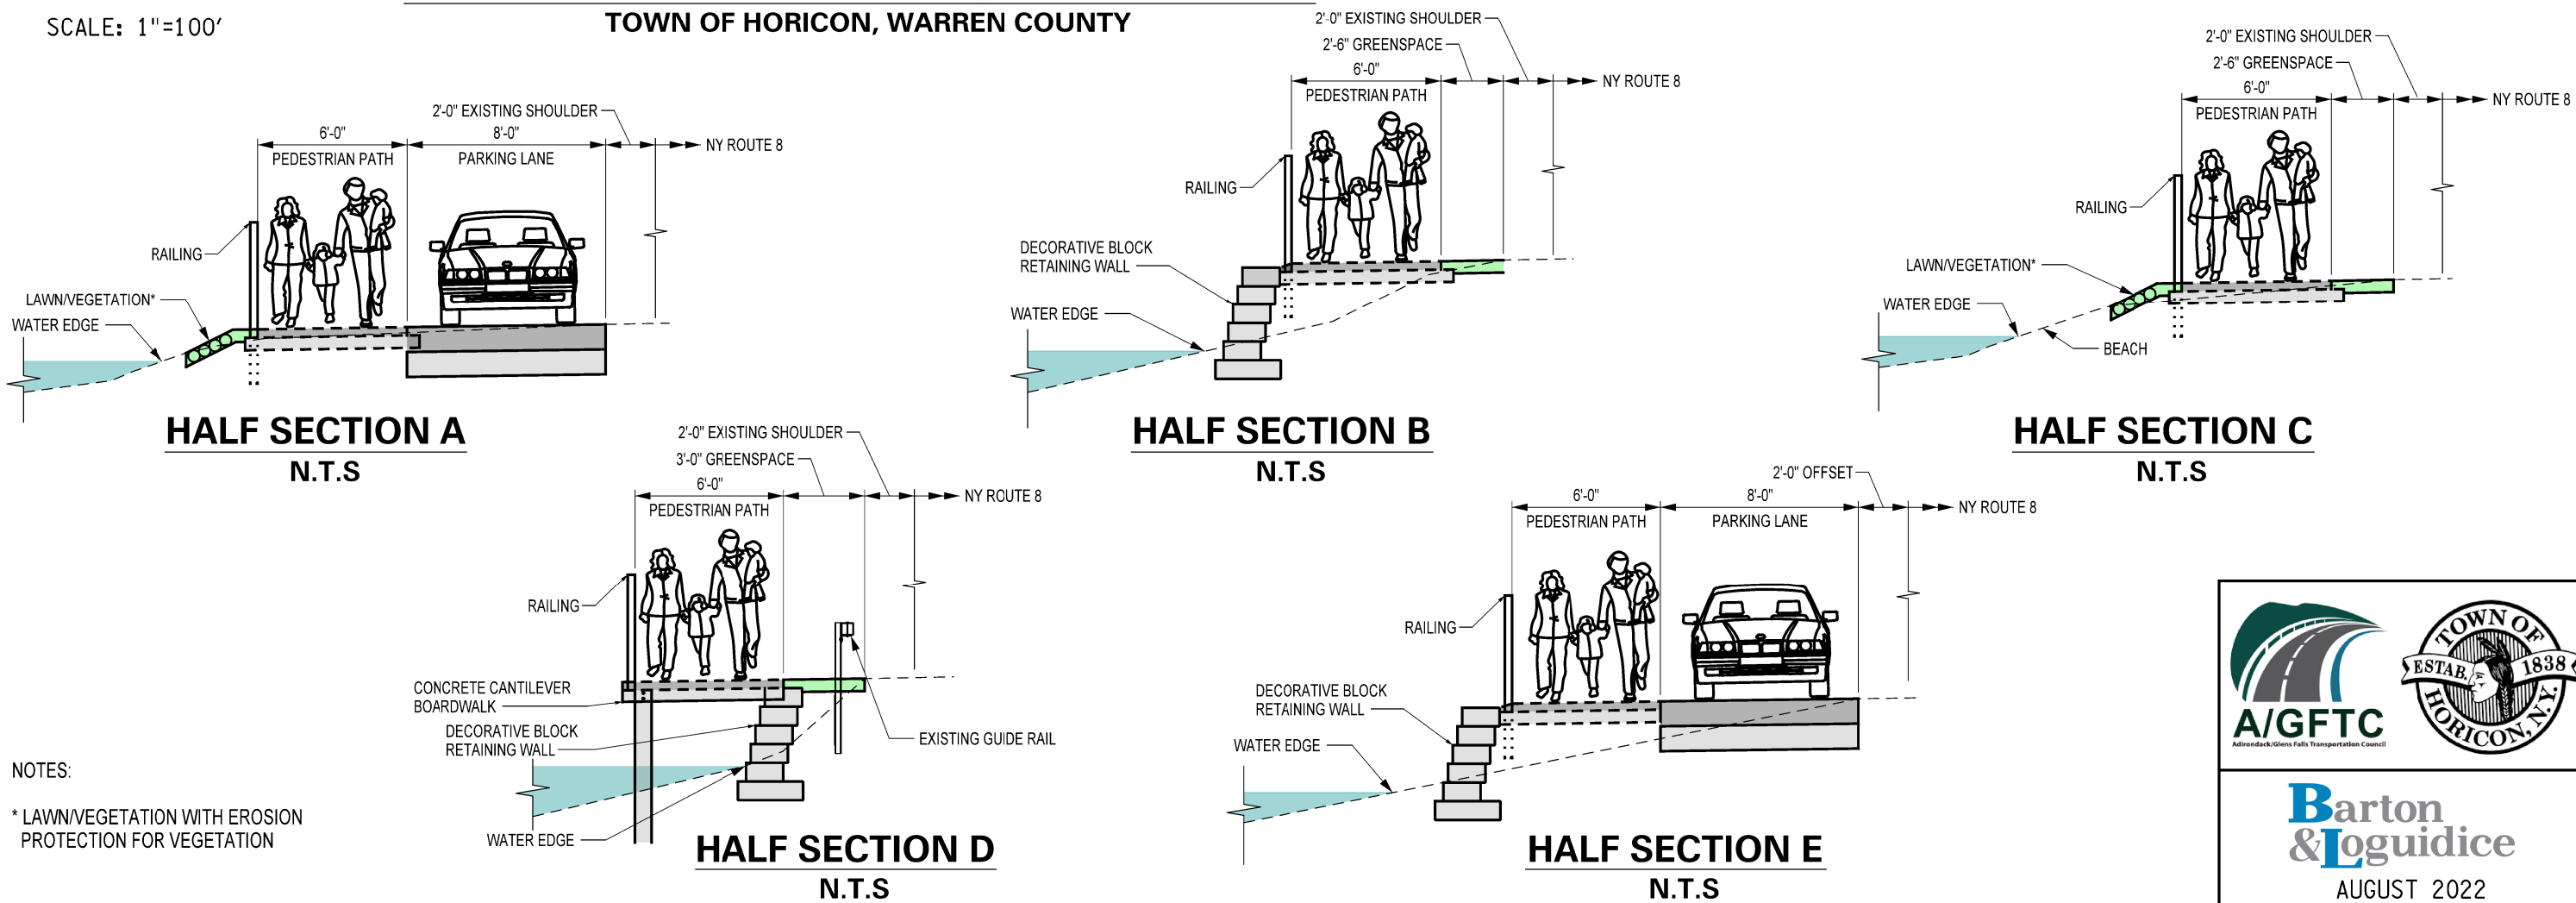 SCALE: 1"=100'
TOWN OF HORICON, WARREN COUNTY
2'-0" EXISTING SHOULDER
6'-0"
8'-0"
NY ROUTE 8
PEDESTRIAN PATH
PARKING LANE
RAILING
LAWN/VEGETATION*
WATER EDGE
HALF SECTION A
N.T.S
2'-0" EXISTING SHOULDER
2'-6" GREENSPACE
6'-0"
NY ROUTE 8
PEDESTRIAN PATH
RAILING
DECORATIVE BLOCK
RETAINING WALL
WATER EDGE
HALF SECTION B
N.T.S
2'-0" EXISTING SHOULDER
2'-6" GREENSPACE
6'-0"
NY ROUTE 8
PEDESTRIAN PATH
RAILING
LAWN/VEGETATION*
WATER EDGE
BEACH
HALF SECTION C
N.T.S
2'-0" EXISTING SHOULDER
3'-0" GREENSPACE
6'-0"
NY ROUTE 8
PEDESTRIAN PATH
RAILING
CONCRETE CANTILEVER
BOARDWALK
DECORATIVE BLOCK
RETAINING WALL
EXISTING GUIDE RAIL
WATER EDGE
HALF SECTION D
N.T.S
2'-0" OFFSET
6'-0"
8'-0"
NY ROUTE 8
PEDESTRIAN PATH
PARKING LANE
RAILING
DECORATIVE BLOCK
RETAINING WALL
WATER EDGE
HALF SECTION E
N.T.S
NOTES:
* LAWN/VEGETATION WITH EROSION
PROTECTION FOR VEGETATION
A/GFTC
Adirondack/Glens Falls Transportation Council
TOWN OF
ESTAB. 1838
HORICON, N.Y.
Barton
&Loguidice
AUGUST 2022